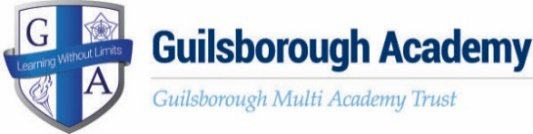 G
Learning Without Limits
A
Guilsborough Academy
Guilsborough Multi Academy Trust